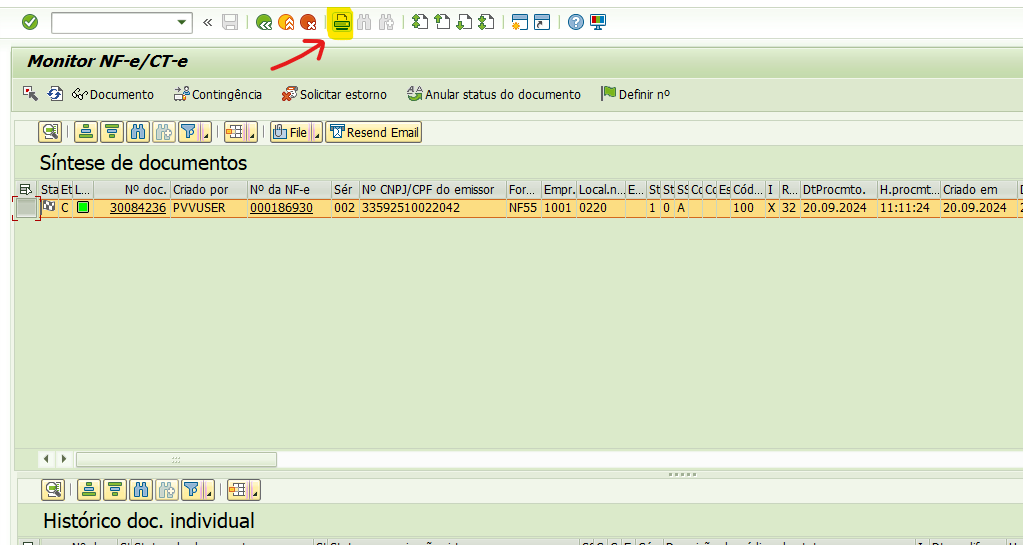 Monitor NF-e/CT-e
Documento Contingência Solicitar estorno Anular status do documento Definir nº
File Resend Email
Síntese de documentos
Sta Et L... Nº doc. Criado por Nº da NF-e Sér Nº CNPJ/CPF do emissor For... Empr. Local.n... E... St St SS Cc Cc Es Cód... I R... DtProcmto. H.procmt... Criado em
C 30084236 PVVUSER 000186930 002 33592510022042 NF55 1001 0220 1 0 A 100 X 32 20.09.2024 11:11:24 20.09.2024
Histórico doc. individual